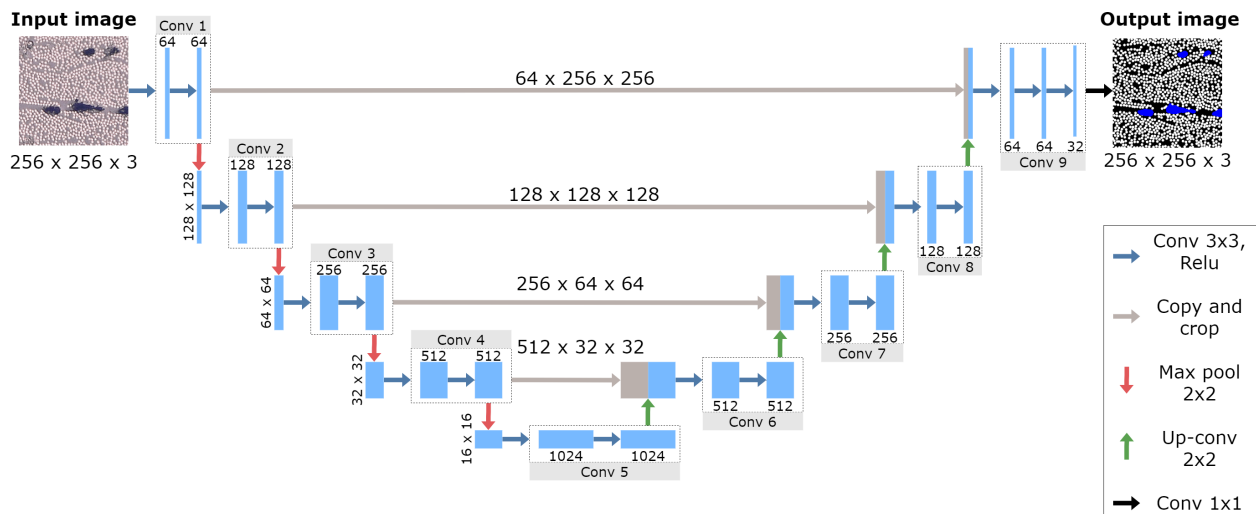 Input image
256 x 256 x 3
Conv 1
64 64
64 x 256 x 256
128 x 128
Conv 2
128 128
128 x 128 x 128
64 x 64
Conv 3
256 256
256 x 64 x 64
32 x 32
Conv 4
512 512
512 x 32 x 32
16 x 16
1024 1024
Conv 5
512 512
Conv 6
256 256
Conv 7
128 128
Conv 8
64 64 32
Conv 9
Output image
256 x 256 x 3
Conv 3x3,
Relu
Copy and
crop
Max pool
2x2
Up-conv
2x2
Conv 1x1